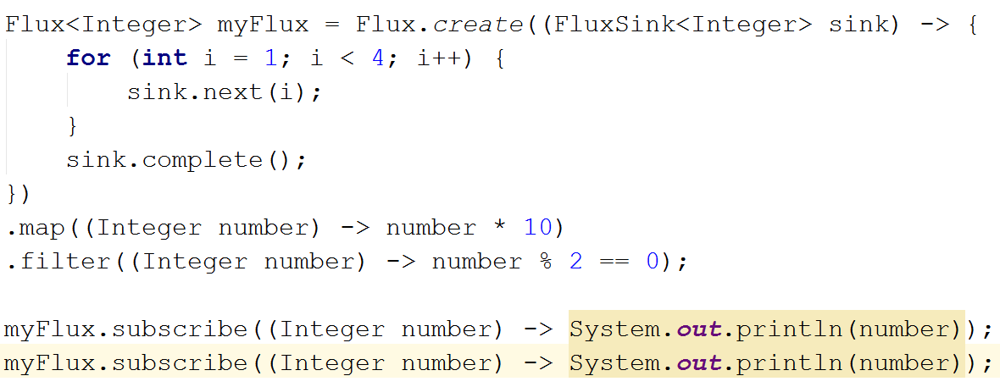 Flux<Integer> myFlux = Flux.create((FluxSink<Integer> sink) -> {
    for (int i = 1; i < 4; i++) {
        sink.next(i);
    }
    sink.complete();
})
.map((Integer number) -> number * 10)
.filter((Integer number) -> number % 2 == 0);

myFlux.subscribe((Integer number) -> System.out.println(number));
myFlux.subscribe((Integer number) -> System.out.println(number));